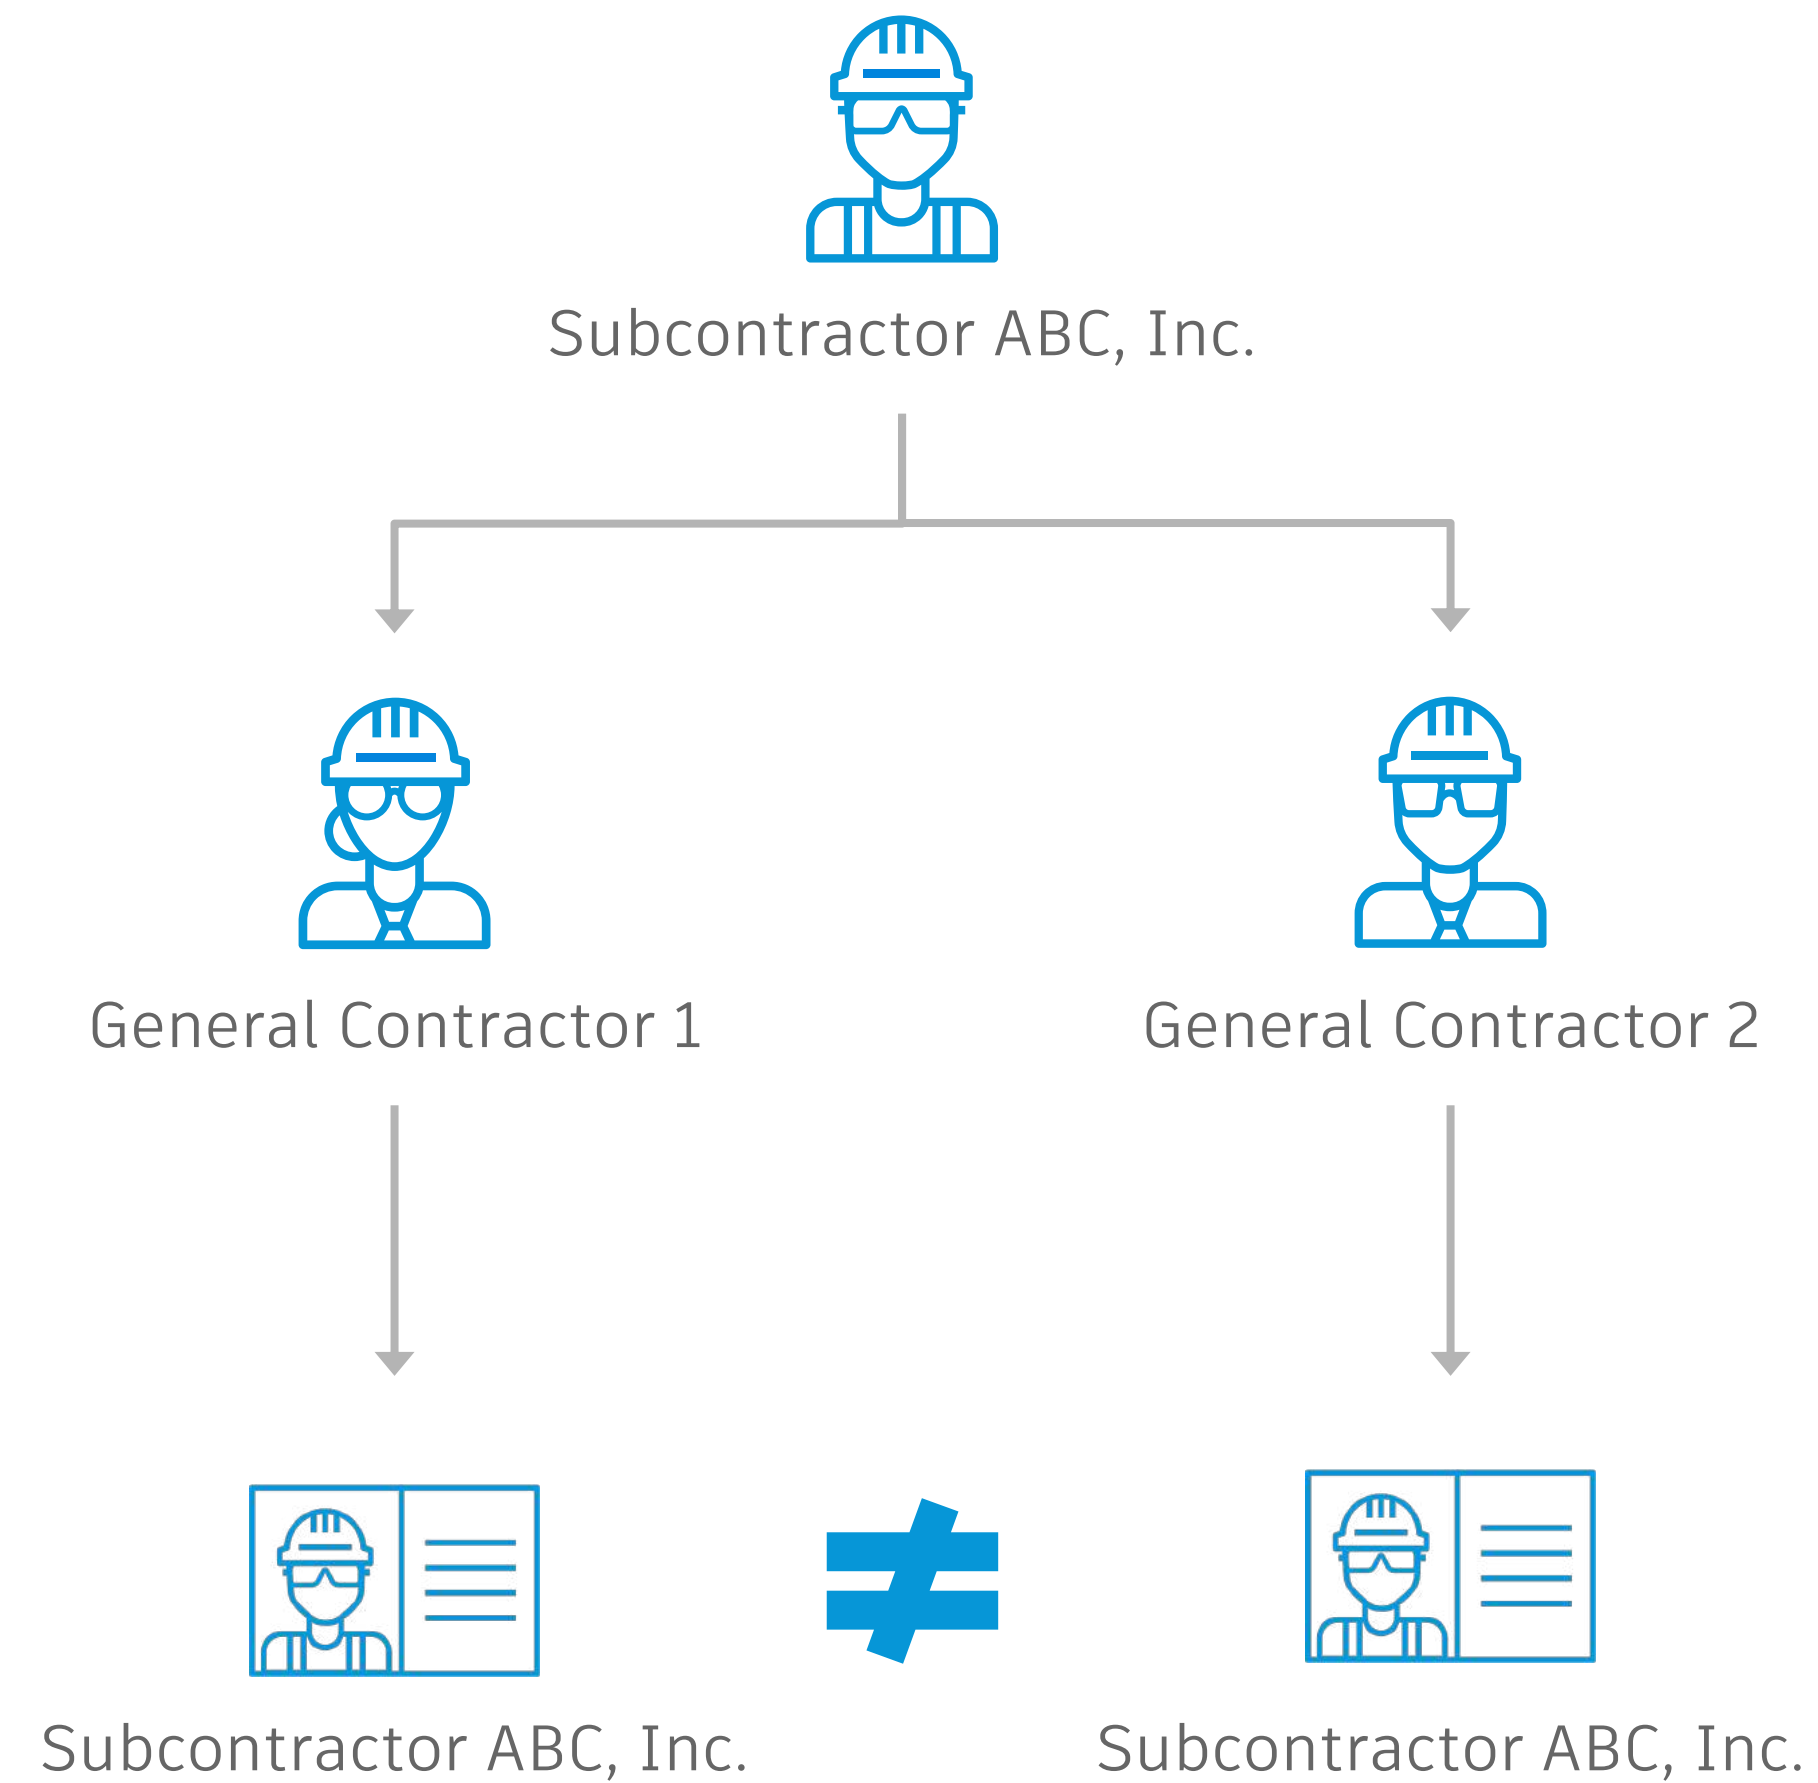 Subcontractor ABC, Inc.
General Contractor 1
General Contractor 2
Subcontractor ABC, Inc.
Subcontractor ABC, Inc.